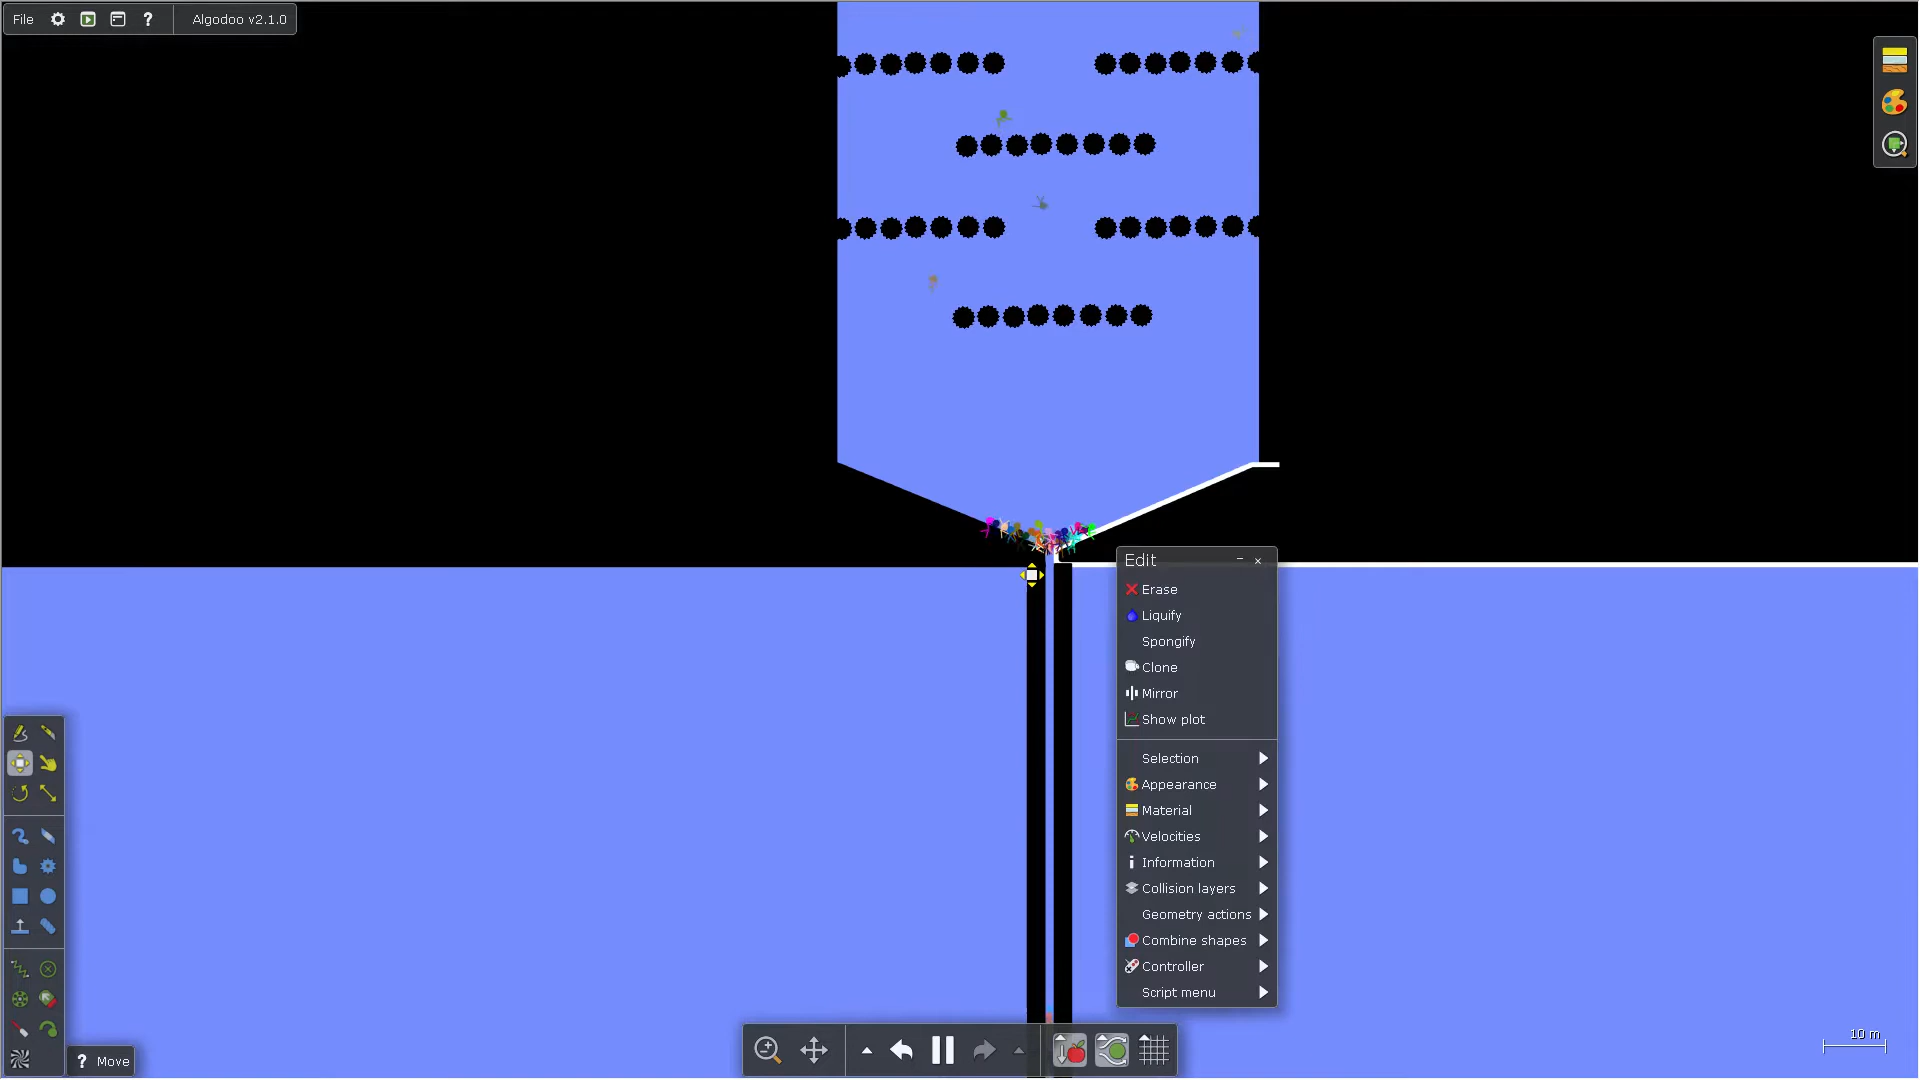 File
?
Algodoo v2.1.0
Edit
Erase
Liquify
Spongify
Clone
Mirror
Show plot
Selection
Appearance
Material
Velocities
Information
Collision layers
Geometry actions
Combine shapes
Controller
Script menu
10 m
? Move